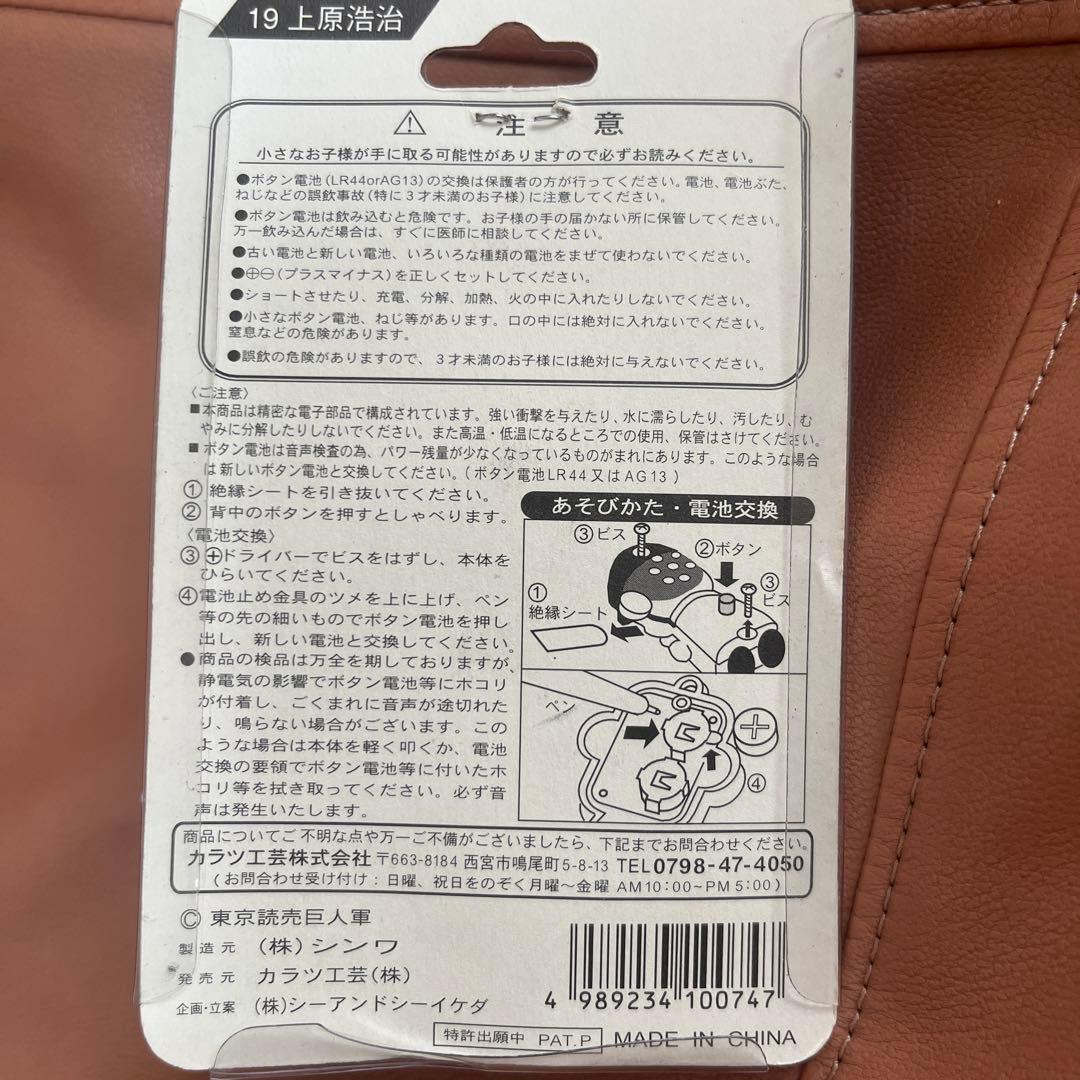 19 上原浩治
⚠ 注意
小さなお子様が手に取る可能性がありますので必ずお読みください。
●ボタン電池(LR44orAG13)の交換は保護者の方が行ってください。電池、電池ぶた、
ねじなどの誤飲事故(特に3才未満のお子様)に注意してください。
●ボタン電池は飲み込むと危険です。お子様の手の届かない所に保管してください。
万一飲み込んだ場合は、すぐに医師に相談してください。
●古い電池と新しい電池、いろいろな種類の電池をまぜて使わないでください。
●⊕⊖(プラスマイナス)を正しくセットしてください。
●ショートさせたり、充電、分解、加熱、火の中に入れたりしないでください。
●小さなボタン電池、ねじ等があります。口の中には絶対に入れないでください。
窒息などの危険があります。
●誤飲の危険がありますので、3才未満のお子様には絶対に与えないでください。
〈ご注意〉
■本商品は精密な電子部品で構成されています。強い衝撃を与えたり、水に濡らしたり、汚したり、む
やみに分解したりしないでください。また高温・低温になるところでの使用、保管はさけてください。
■ボタン電池は音声検査の為、パワー残量が少なくなっているものがまれにあります。このような場合
は新しいボタン電池と交換してください。(ボタン電池LR44又はAG13)
①絶縁シートを引き抜いてください。
②背中のボタンを押すとしゃべります。
〈電池交換〉
③⊕ドライバーでビスをはずし、本体を
ひらいてください。
④電池止め金具のツメを上に上げ、ペン
等の先の細いものでボタン電池を押し
出し、新しい電池と交換してください。
●商品の検品は万全を期しておりますが、
静電気の影響でボタン電池等にホコリ
が付着し、ごくまれに音声が途切れた
り、鳴らない場合がございます。この
ような場合は本体を軽く叩くか、電池
交換の要領でボタン電池等に付いたホ
コリ等を拭き取ってください。必ず音
声は発生いたします。
あそびかた・電池交換
③ビス
②ボタン
③ビス
①
絶縁シート
ペン
④
商品についてご不明な点や万一ご不備がございましたら、下記までお問合わせください。
カラツ工芸株式会社 〒663-8184 西宮市鳴尾町5-8-13 TEL0798-47-4050
(お問合わせ受け付け：日曜、祝日をのぞく月曜～金曜 AM10:00～PM5:00)
© 東京読売巨人軍
製造元 (株)シンワ
発売元 カラツ工芸(株)
企画・立案 (株)シーアンドシーイケダ
4 989234 100747
特許出願中 PAT.P MADE IN CHINA